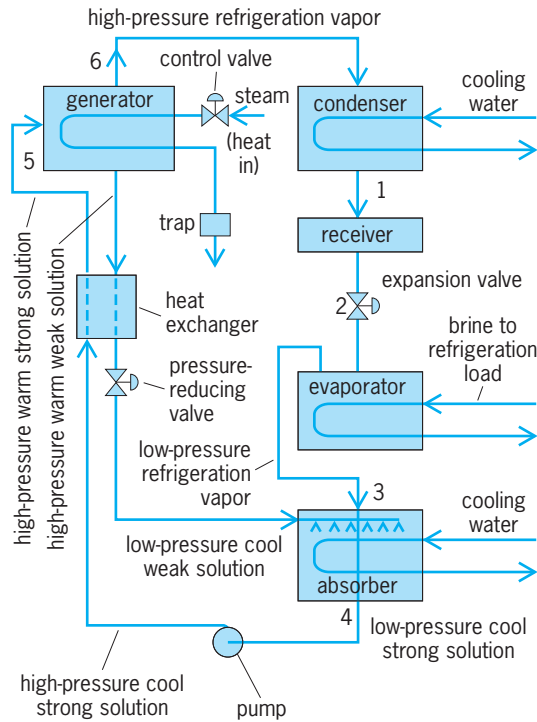 high-pressure refrigeration vapor
6
control valve
generator
steam
condenser
cooling
water
(heat
in)
5
1
trap
receiver
high-pressure warm strong solution
high-pressure warm weak solution
heat
exchanger
expansion valve
2
brine to
refrigeration
load
pressure-
reducing
valve
evaporator
low-pressure
refrigeration
vapor
3
cooling
water
low-pressure cool
weak solution
absorber
4
low-pressure cool
strong solution
high-pressure cool
strong solution
pump